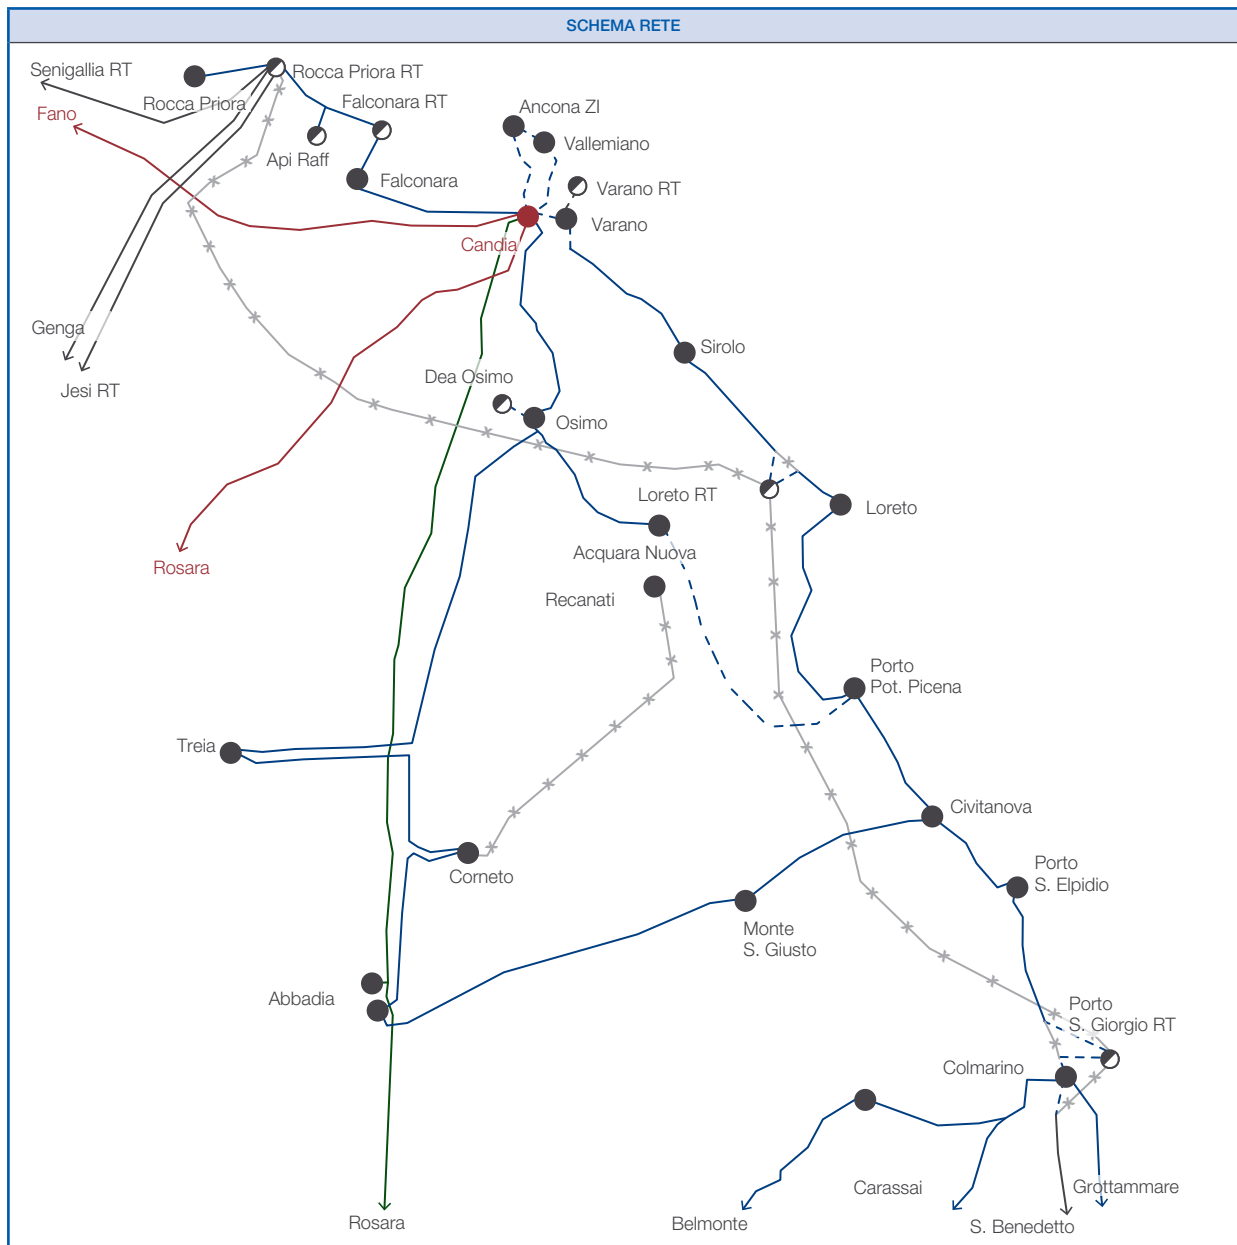 SCHEMA RETE
Senigallia RT
Rocca Priora RT
Rocca Priora
Falconara RT
Fano
Ancona ZI
Vallemiano
Api Raff
Falconara
Varano RT
Varano
Candia
Genga
Jesi RT
Sirolo
Dea Osimo
Osimo
Loreto RT
Loreto
Acquara Nuova
Rosara
Recanati
Porto
Pot. Picena
Treia
Civitanova
Corneto
Porto
S. Elpidio
Monte
S. Giusto
Abbadia
Porto
S. Giorgio RT
Colmarino
Carassai
Grottammare
Rosara
Belmonte
S. Benedetto